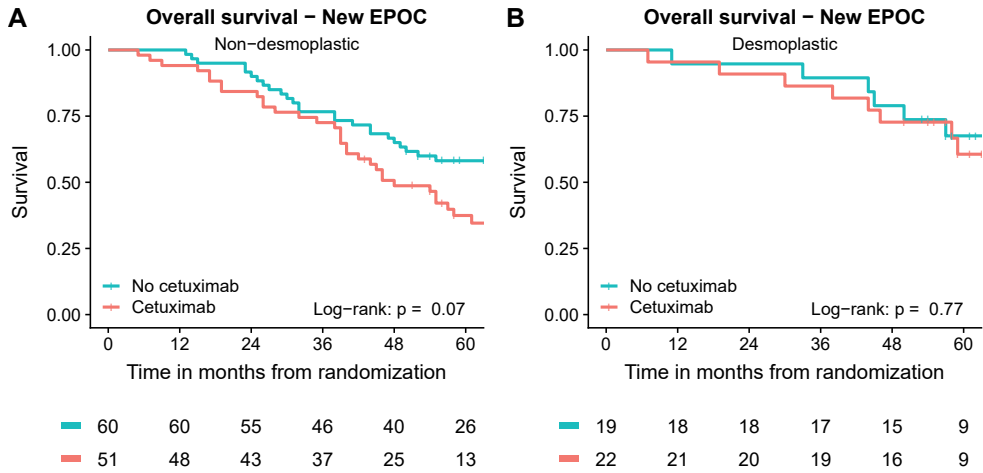 A
Overall survival − New EPOC
Non−desmoplastic
1.00
0.75
0.50
0.25
0.00
Survival
No cetuximab
Cetuximab
Log−rank: p = 0.07
0 12 24 36 48 60
Time in months from randomization
60 60 55 46 40 26
51 48 43 37 25 13
B
Overall survival − New EPOC
Desmoplastic
1.00
0.75
0.50
0.25
0.00
Survival
No cetuximab
Cetuximab
Log−rank: p = 0.77
0 12 24 36 48 60
Time in months from randomization
19 18 18 17 15 9
22 21 20 19 16 9